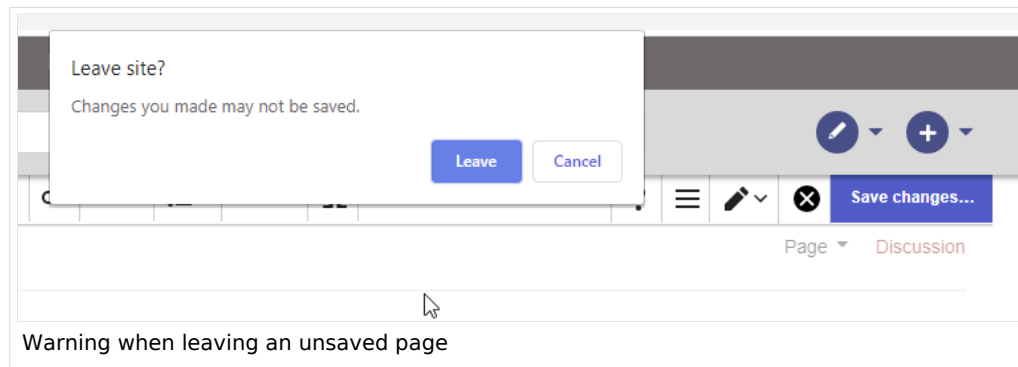 Leave site?
Changes you made may not be saved.
Leave Cancel
Save changes...
Page Discussion
Warning when leaving an unsaved page